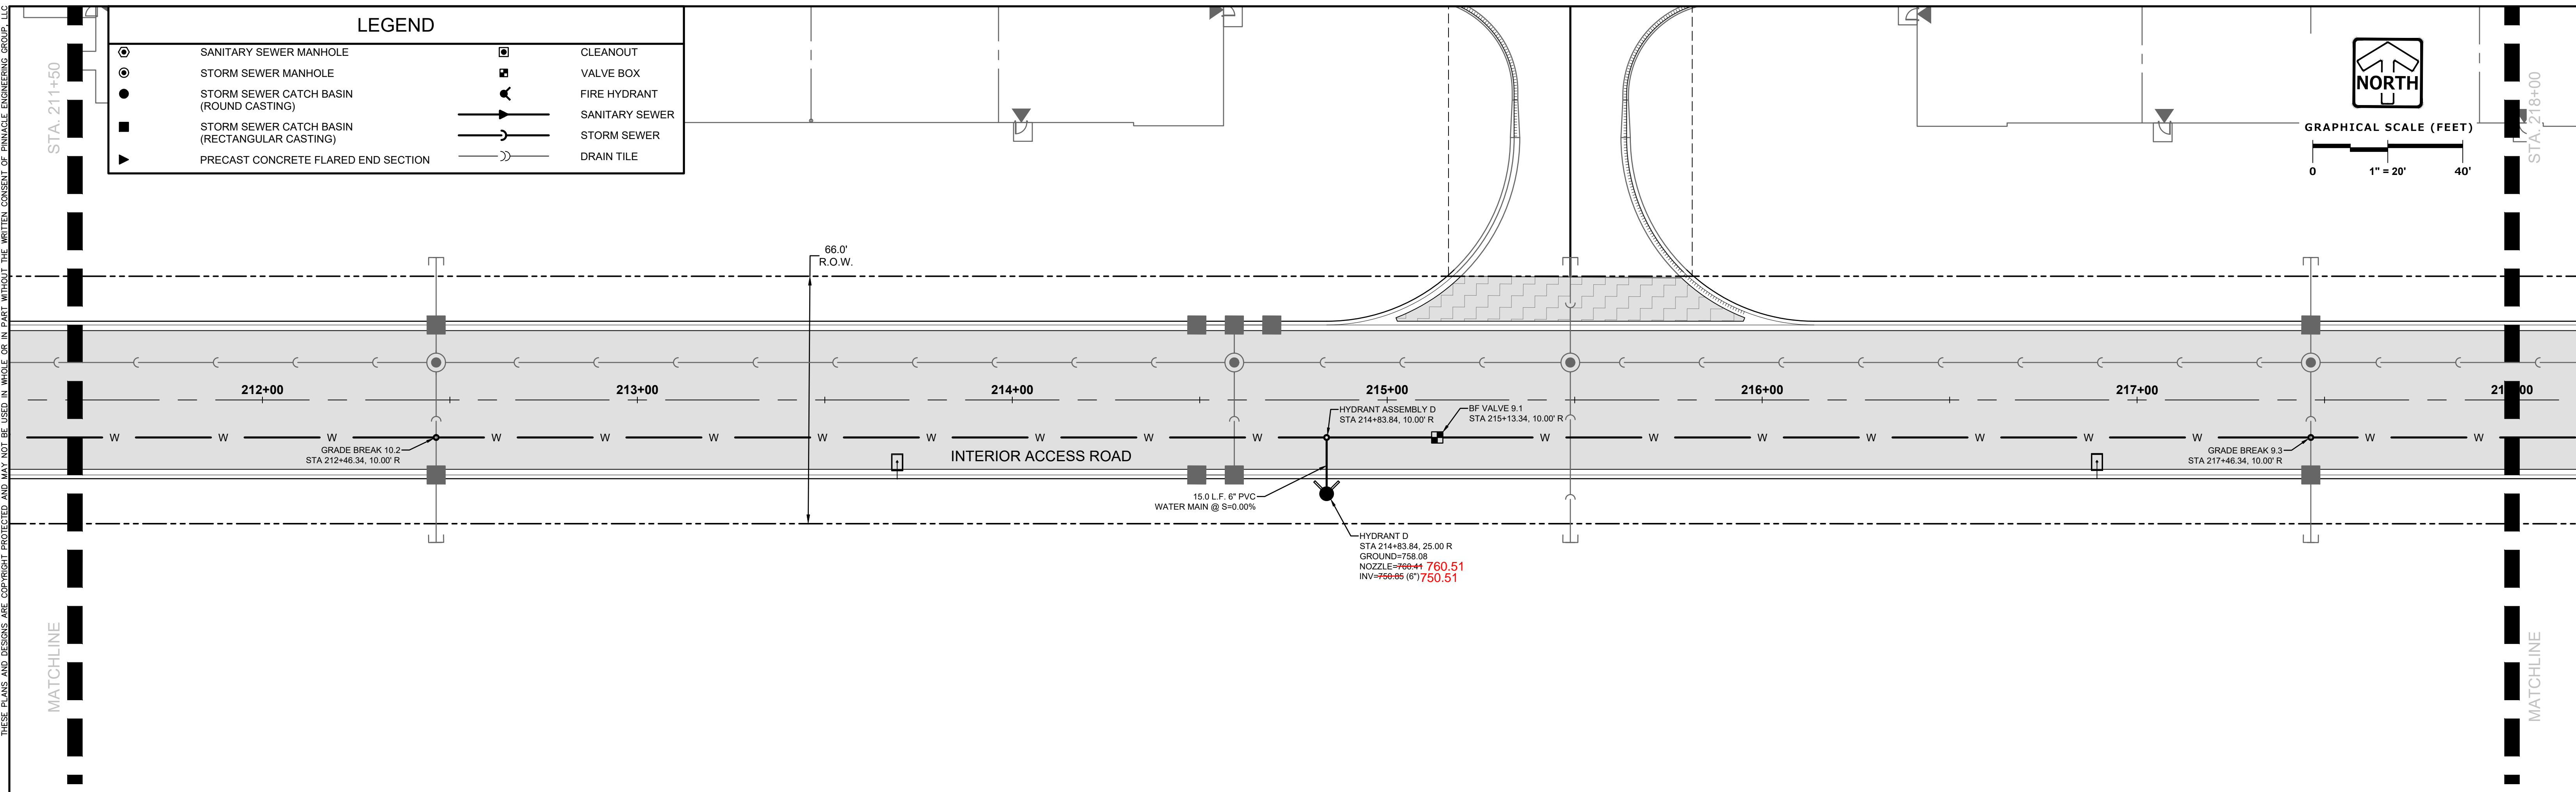 THESE PLANS AND DESIGNS ARE COPYRIGHT PROTECTED AND MAY NOT BE USED IN WHOLE OR IN PART WITHOUT THE WRITTEN CONSENT OF PINNACLE ENGINEERING GROUP, LLC
STA. 211+50
MATCHLINE
LEGEND
SANITARY SEWER MANHOLE
STORM SEWER MANHOLE
STORM SEWER CATCH BASIN
(ROUND CASTING)
STORM SEWER CATCH BASIN
(RECTANGULAR CASTING)
PRECAST CONCRETE FLARED END SECTION
CLEANOUT
VALVE BOX
FIRE HYDRANT
SANITARY SEWER
STORM SEWER
DRAIN TILE
NORTH
GRAPHICAL SCALE (FEET)
0 1" = 20' 40'
STA. 218+00
MATCHLINE
66.0'
R.O.W.
212+00 213+00 214+00 215+00 216+00 217+00
HYDRANT ASSEMBLY D
STA 214+83.84, 10.00' R
BF VALVE 9.1
STA 215+13.34, 10.00' R
W W W W W W W W W W W W W W W W W W W W W
GRADE BREAK 10.2
STA 212+46.34, 10.00' R
INTERIOR ACCESS ROAD
GRADE BREAK 9.3
STA 217+46.34, 10.00' R
15.0 L.F. 6" PVC
WATER MAIN @ S=0.00%
HYDRANT D
STA 214+83.84, 25.00 R
GROUND=758.08
NOZZLE=760.41 760.51
INV=750.85 (6") 750.51